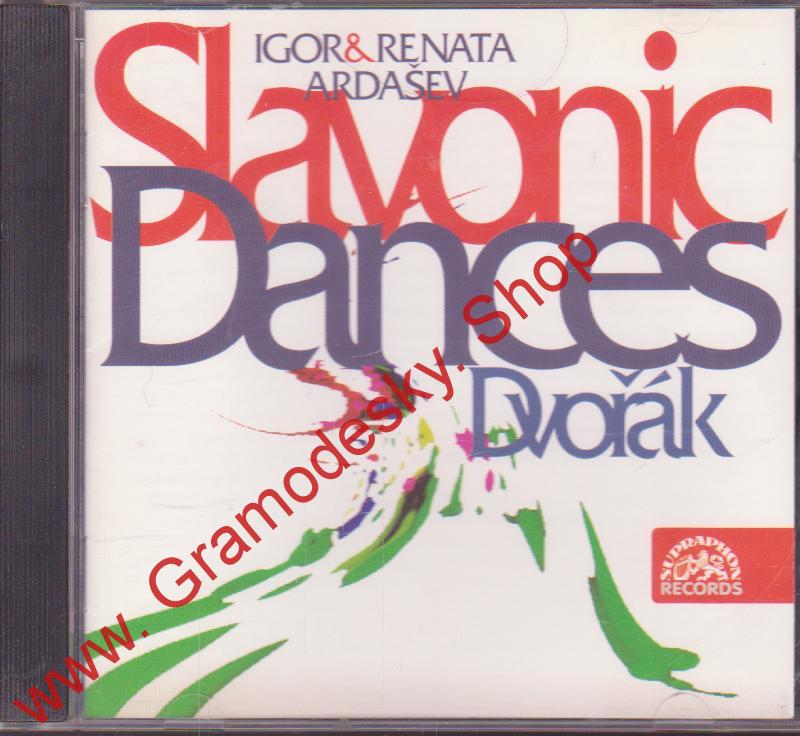 IGOR & RENATA
ARDAŠEV
Slavonic
Dances
Dvořák
SUPRAPHON
RECORDS
www. Gramodesky. Shop